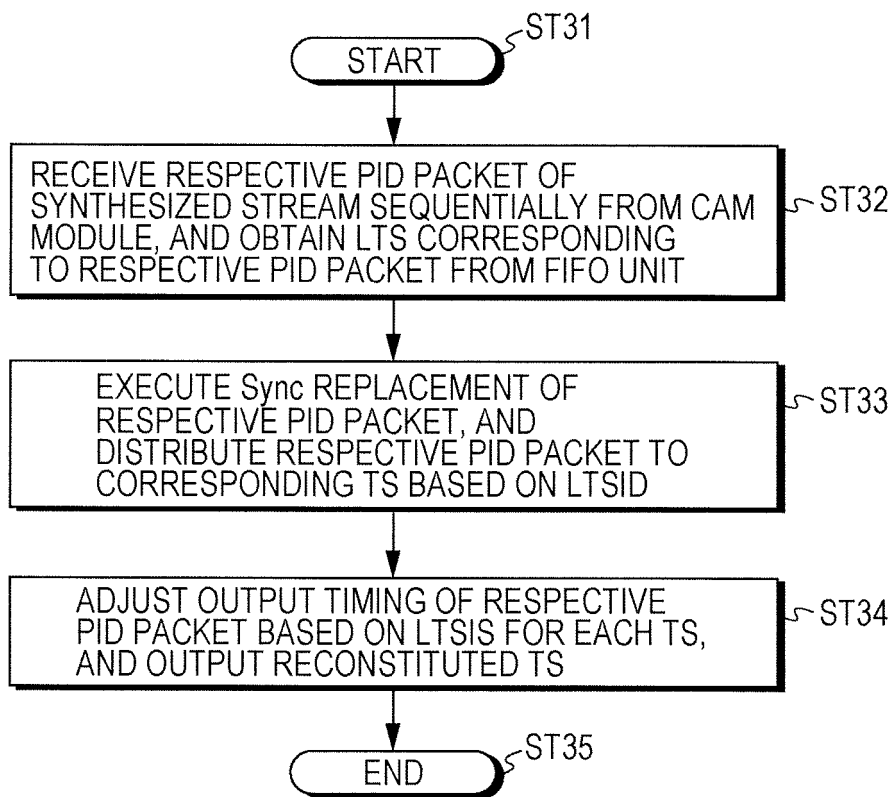 START
ST31
RECEIVE RESPECTIVE PID PACKET OF
SYNTHESIZED STREAM SEQUENTIALLY FROM CAM
MODULE, AND OBTAIN LTS CORRESPONDING
TO RESPECTIVE PID PACKET FROM FIFO UNIT
ST32
EXECUTE Sync REPLACEMENT OF
RESPECTIVE PID PACKET, AND
DISTRIBUTE RESPECTIVE PID PACKET TO
CORRESPONDING TS BASED ON LTSID
ST33
ADJUST OUTPUT TIMING OF RESPECTIVE
PID PACKET BASED ON LTSIS FOR EACH TS,
AND OUTPUT RECONSTITUTED TS
ST34
END
ST35